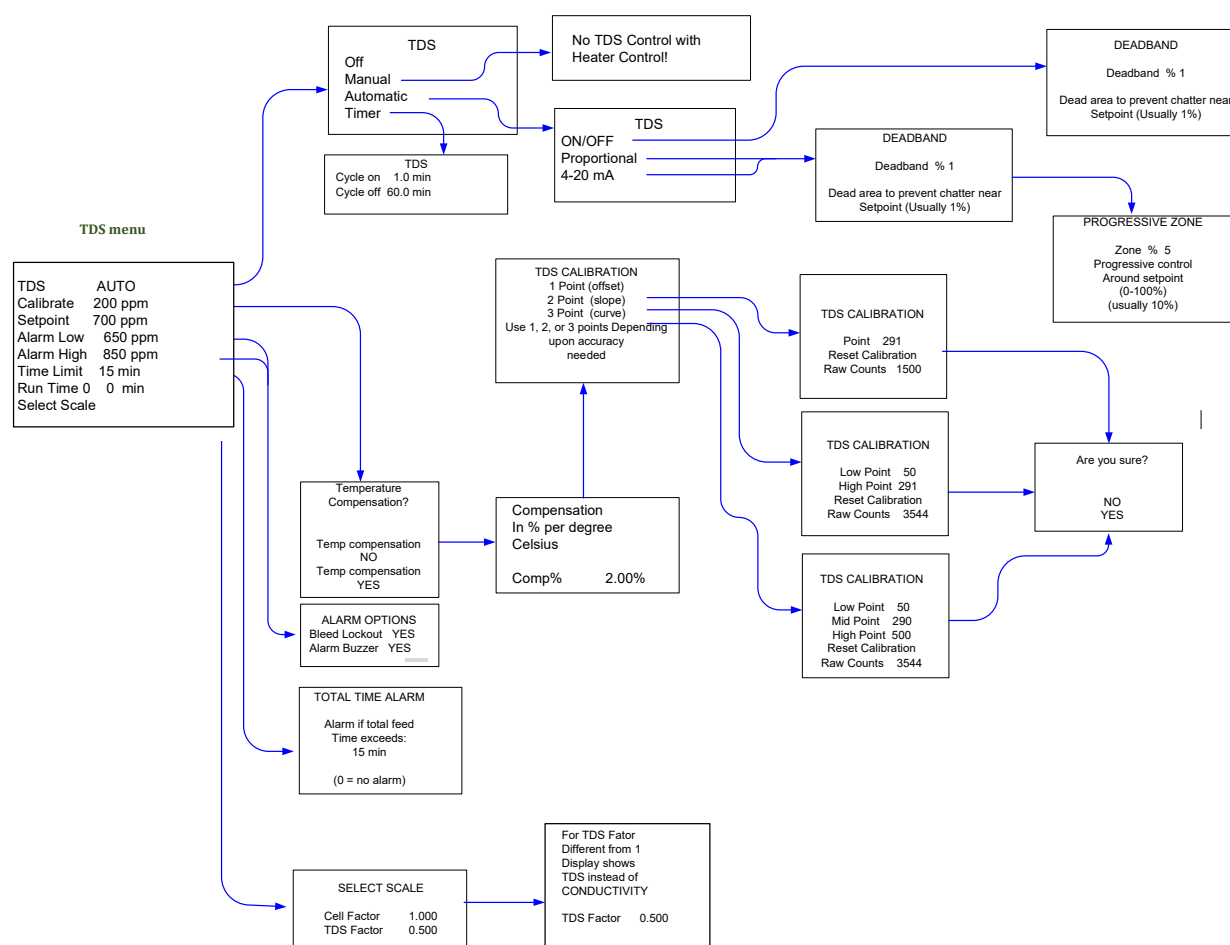 TDS
Off
Manual
Automatic
Timer
No TDS Control with
Heater Control!
DEADBAND
Deadband % 1
Dead area to prevent chatter near
Setpoint (Usually 1%)
TDS
ON/OFF
Proportional
4-20 mA
DEADBAND
Deadband % 1
Dead area to prevent chatter near
Setpoint (Usually 1%)
TDS
Cycle on 1.0 min
Cycle off 60.0 min
PROGRESSIVE ZONE
Zone % 5
Progressive control
Around setpoint
(0-100%)
(usually 10%)
TDS menu
TDS AUTO
Calibrate 200 ppm
Setpoint 700 ppm
Alarm Low 650 ppm
Alarm High 850 ppm
Time Limit 15 min
Run Time 0 0 min
Select Scale
TDS CALIBRATION
1 Point (offset)
2 Point (slope)
3 Point (curve)
Use 1, 2, or 3 points Depending
upon accuracy
needed
TDS CALIBRATION
Point 291
Reset Calibration
Raw Counts 1500
TDS CALIBRATION
Low Point 50
High Point 291
Reset Calibration
Raw Counts 3544
Are you sure?
NO
YES
Temperature
Compensation?
Temp compensation
NO
Temp compensation
YES
Compensation
In % per degree
Celsius
Comp% 2.00%
TDS CALIBRATION
Low Point 50
Mid Point 290
High Point 500
Reset Calibration
Raw Counts 3544
ALARM OPTIONS
Bleed Lockout YES
Alarm Buzzer YES
TOTAL TIME ALARM
Alarm if total feed
Time exceeds:
15 min
(0 = no alarm)
SELECT SCALE
Cell Factor 1.000
TDS Factor 0.500
For TDS Fator
Different from 1
Display shows
TDS instead of
CONDUCTIVITY
TDS Factor 0.500